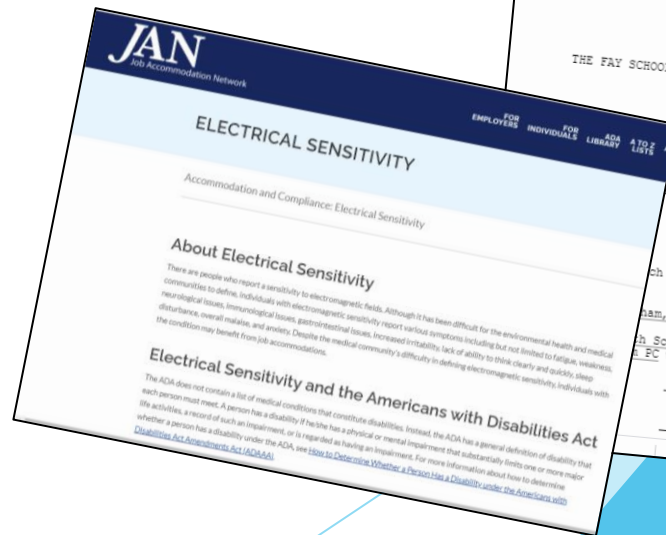 THE FAY SCHOO
JAN
Job Accommodation Network
FOR EMPLOYERS
FOR INDIVIDUALS
ADA LIBRARY
A TO Z LISTS
ELECTRICAL SENSITIVITY
Accommodation and Compliance: Electrical Sensitivity
About Electrical Sensitivity
There are people who report a sensitivity to electromagnetic fields. Although it has been difficult for the environmental health and medical
communities to define, individuals with electromagnetic sensitivity report various symptoms including but not limited to fatigue, weakness,
neurological issues, immunological issues, gastrointestinal issues, increased irritability, lack of ability to think clearly and quickly, sleep
disturbance, overall malaise, and anxiety. Despite the medical community's difficulty in defining electromagnetic sensitivity, individuals with
the condition may benefit from job accommodations.
Electrical Sensitivity and the Americans with Disabilities Act
The ADA does not contain a list of medical conditions that constitute disabilities. Instead, the ADA has a general definition of disability that
each person must meet. A person has a disability if he/she has a physical or mental impairment that substantially limits one or more major
life activities, a record of such an impairment, or is regarded as having an impairment. For more information about how to determine
whether a person has a disability under the ADA, see How to Determine Whether a Person Has a Disability under the Americans with
Disabilities Act Amendments Act (ADAAA).
ch
ham,
h Sc
n PC